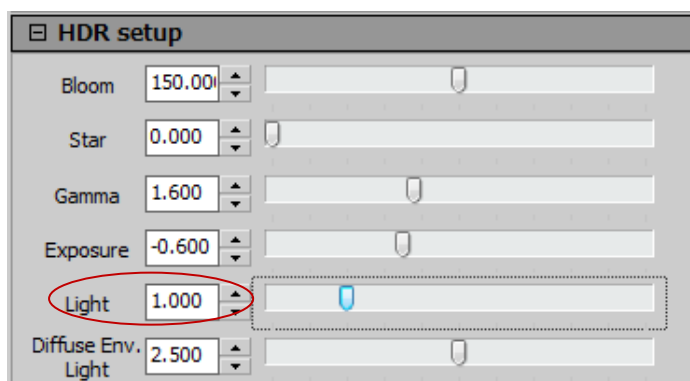 HDR setup
Bloom 150.00
Star 0.000
Gamma 1.600
Exposure -0.600
Light 1.000
Diffuse Env. 2.500
Light